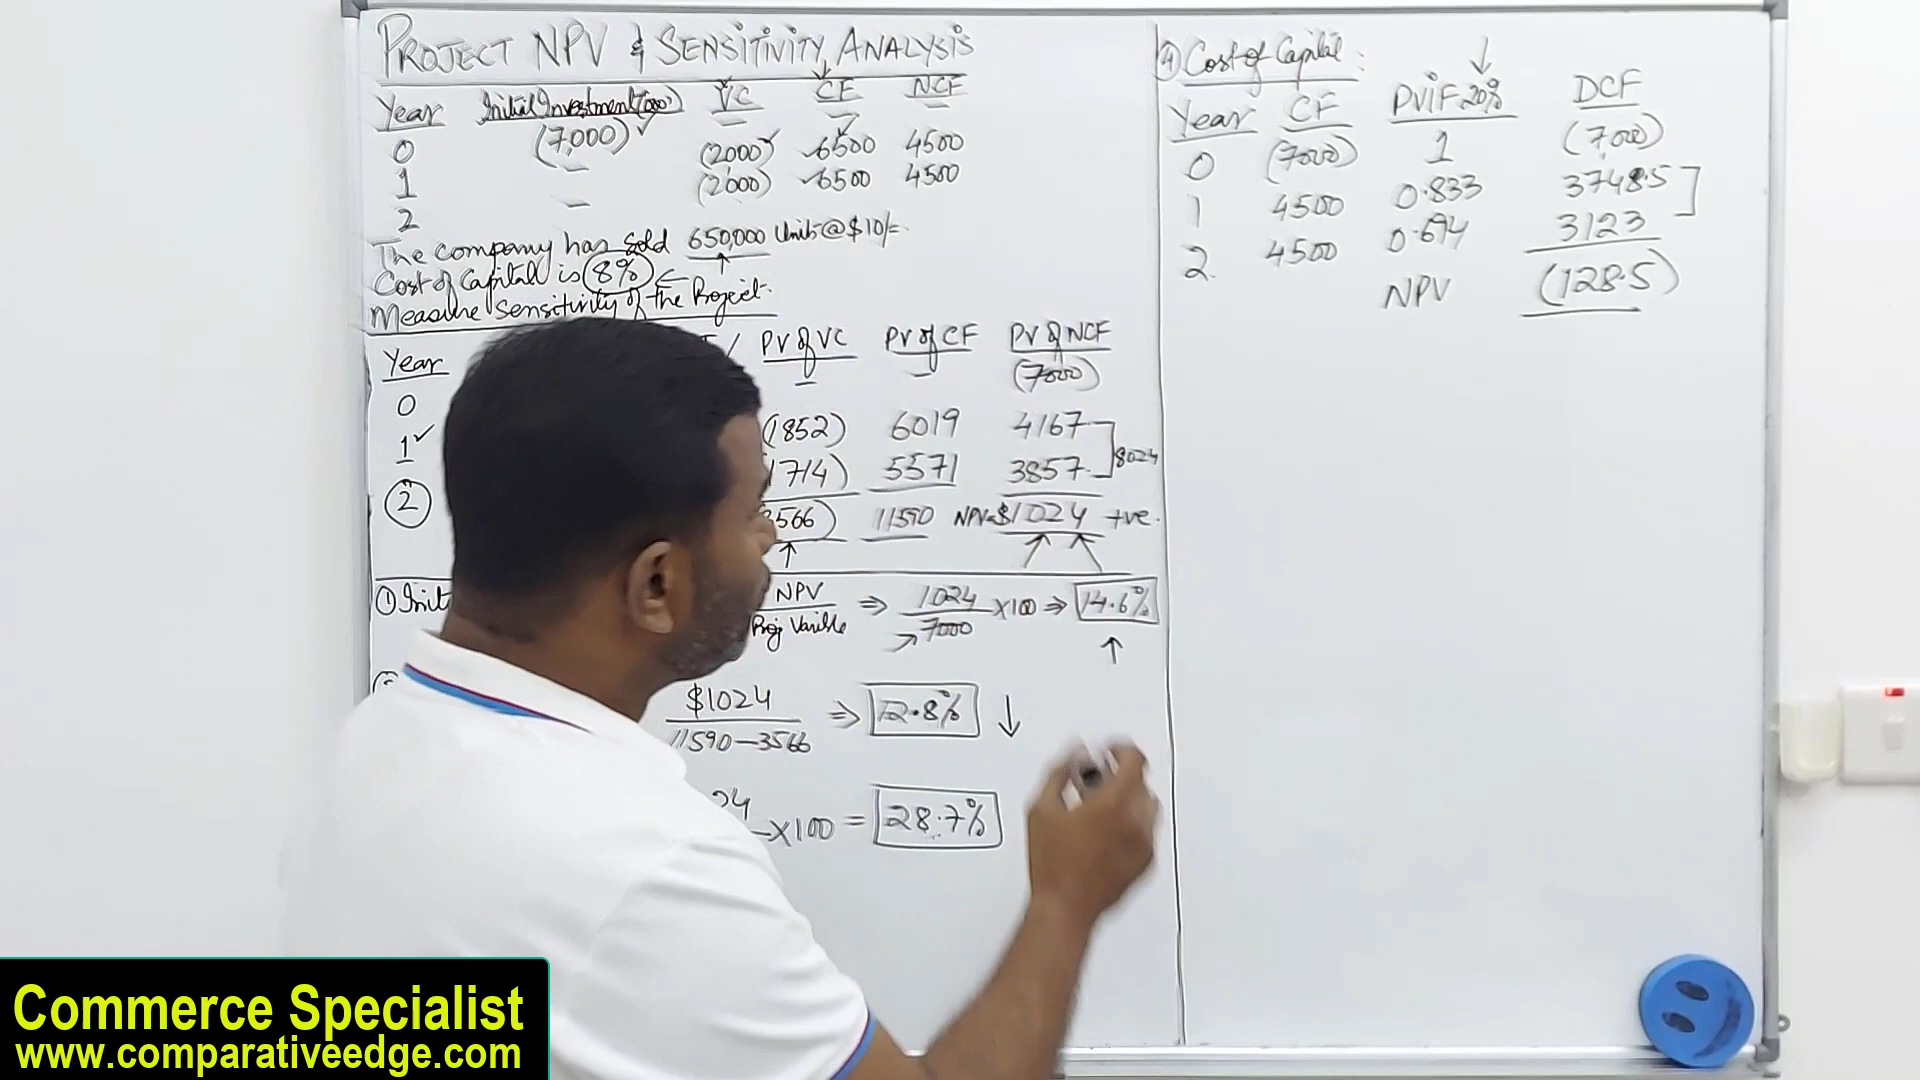 PROJECT NPV & SENSITIVITY ANALYSIS
Year Initial Investment (000) VC CF NCF
0 (7,000) ✓ (2000) ✓ 6500 4500
1 - (2000) ✓ 6500 4500
2 -
The company has sold 650,000 Units @ $10/=
Cost of Capital is 8% ←
Measure Sensitivity of the Project.
Year PV of VC PV of CF PV of NCF
0 (7000)
1 ✓ (1852) 6019 4167
2 1714) 5571 3857 8024
3566) 11590 NPV=$1024 +ve.
① Init NPV ⇒ 1024 x100 ⇒ 14.6%
Proj Varible 7000
$1024 ⇒ 12.8% ↓
11590-3566
24 x100 = 28.7%
④ Cost of Capital:
Year CF PVIF 20% DCF
0 (7000) 1 (7,000)
1 4500 0.833 3748.5
2. 4500 0.694 3123
NPV (128.5)
Commerce Specialist
www.comparativeedge.com